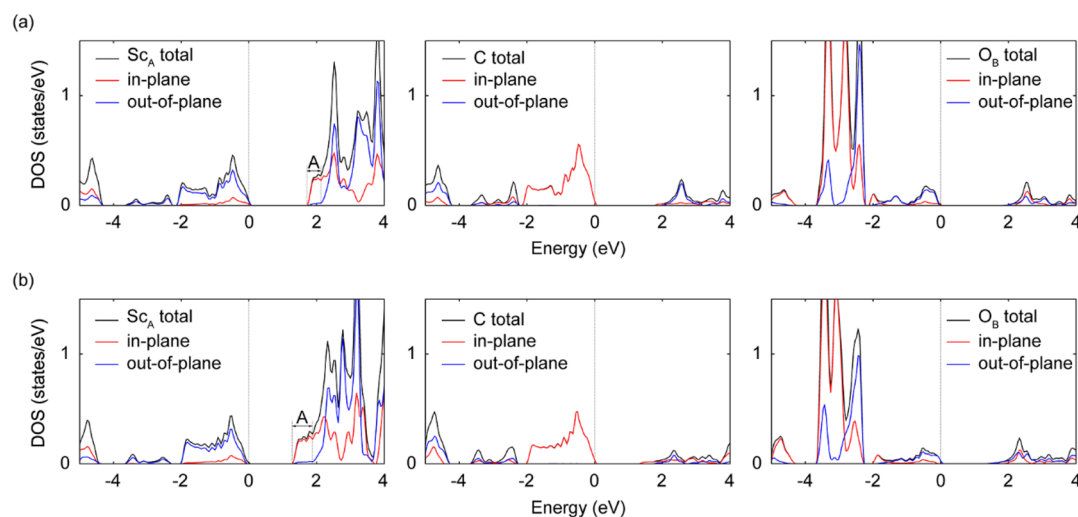 (a)
DOS (states/eV)
1
0
Sc_A total
in-plane
out-of-plane
A
-4 -2 0 2 4
C total
in-plane
out-of-plane
-4 -2 0 2 4
Energy (eV)
1
0
O_B total
in-plane
out-of-plane
-4 -2 0 2 4
1
0
(b)
DOS (states/eV)
1
0
Sc_A total
in-plane
out-of-plane
A
-4 -2 0 2 4
C total
in-plane
out-of-plane
-4 -2 0 2 4
Energy (eV)
1
0
O_B total
in-plane
out-of-plane
-4 -2 0 2 4
1
0